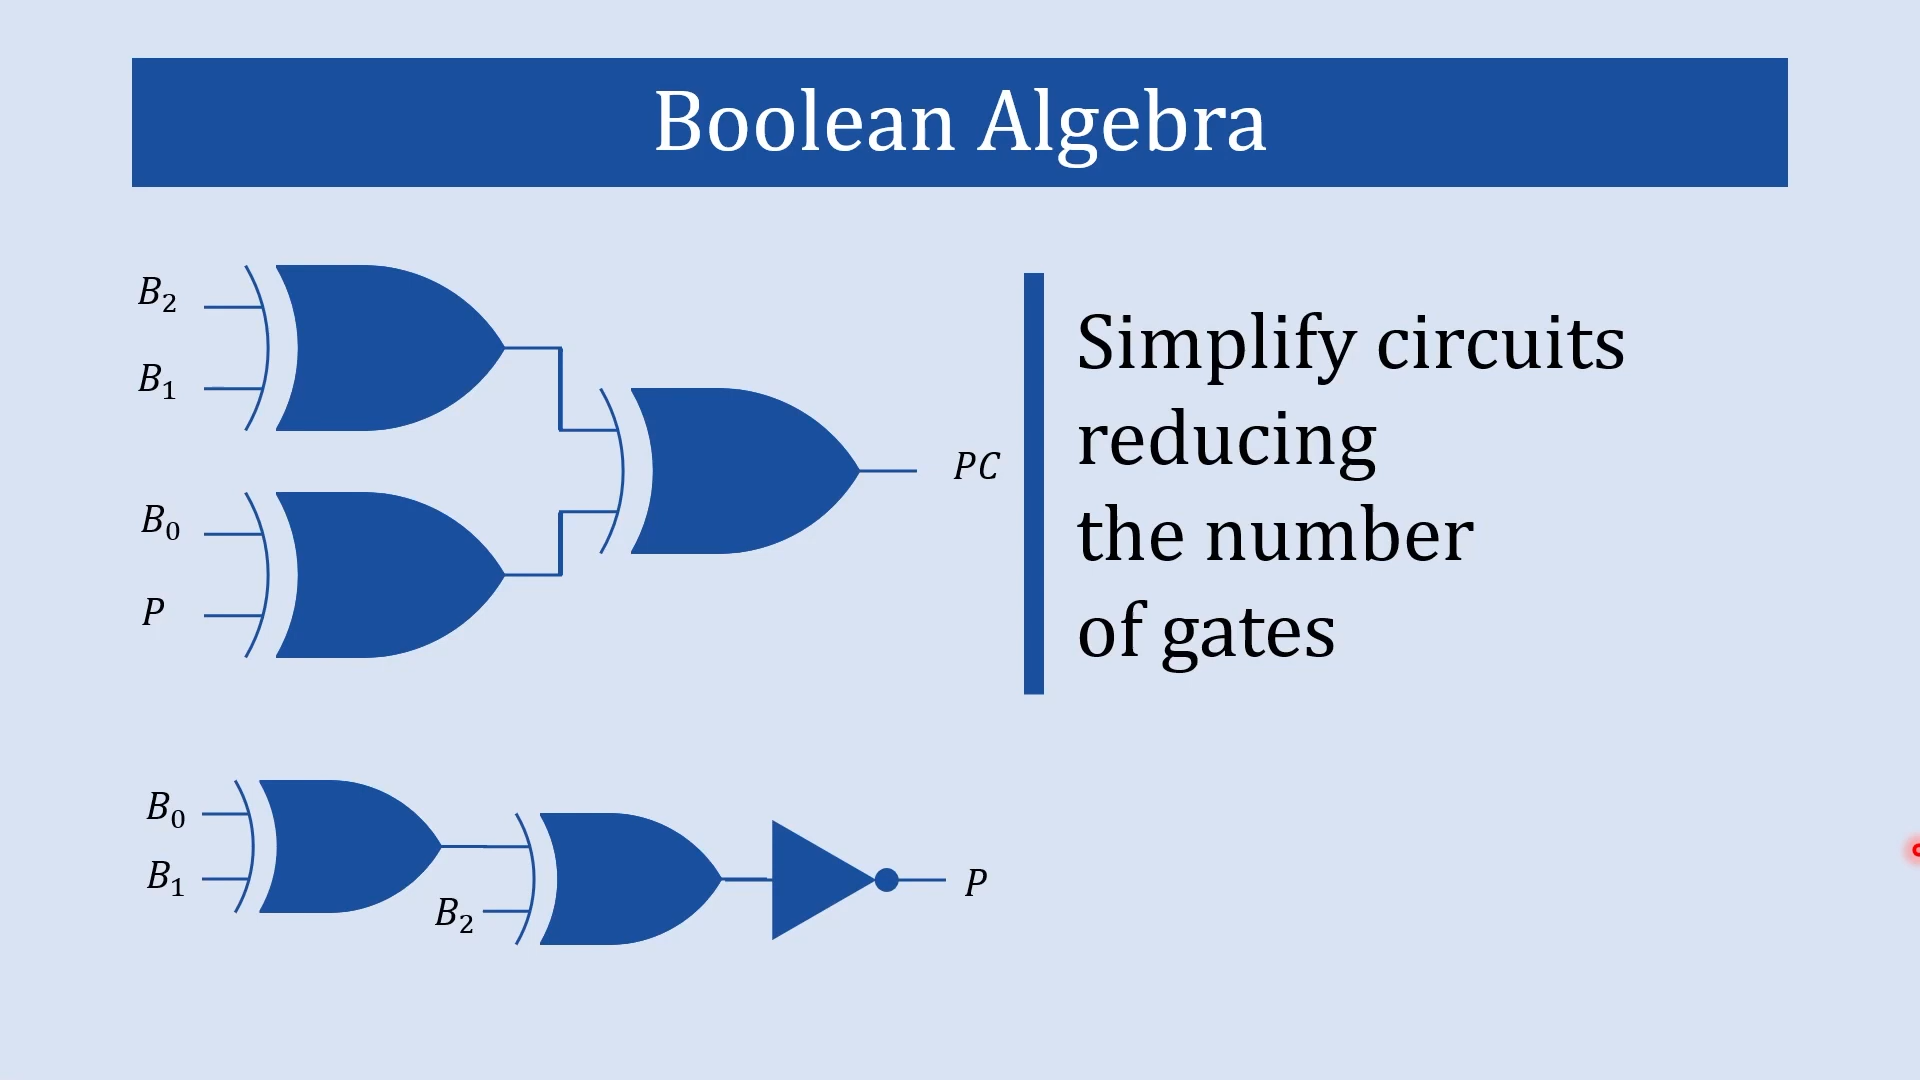 Boolean Algebra
B₂
B₁
B₀
P
PC
Simplify circuits
reducing
the number
of gates
B₀
B₁
B₂
P